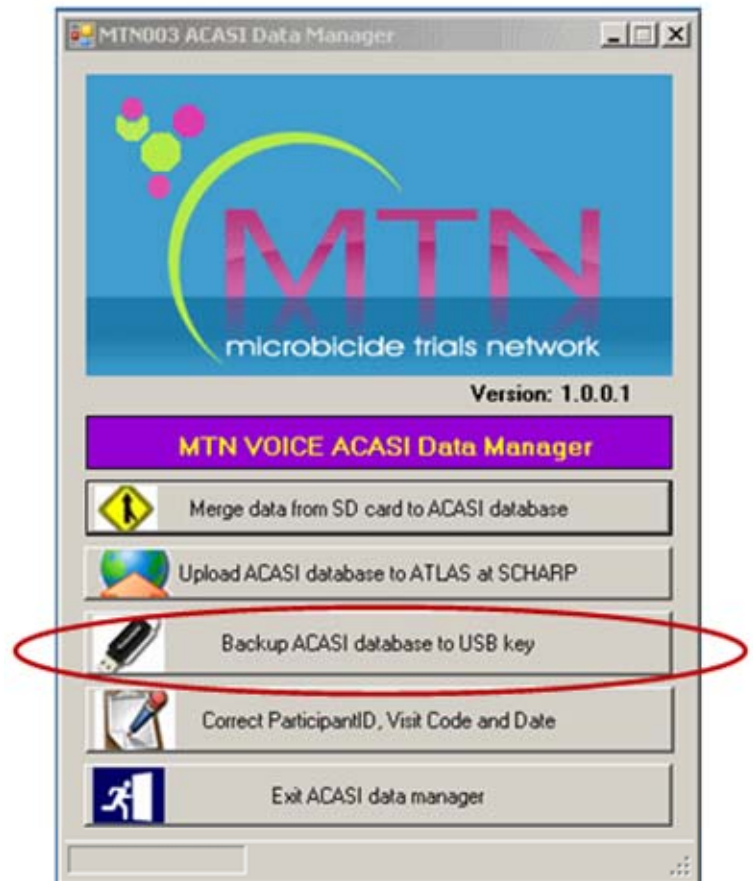 MTN003 ACASI Data Manager
MTN
microbicide trials network
Version: 1.0.0.1
MTN VOICE ACASI Data Manager
Merge data from SD card to ACASI database
Upload ACASI database to ATLAS at SCHARP
Backup ACASI database to USB key
Correct ParticipantID, Visit Code and Date
Exit ACASI data manager